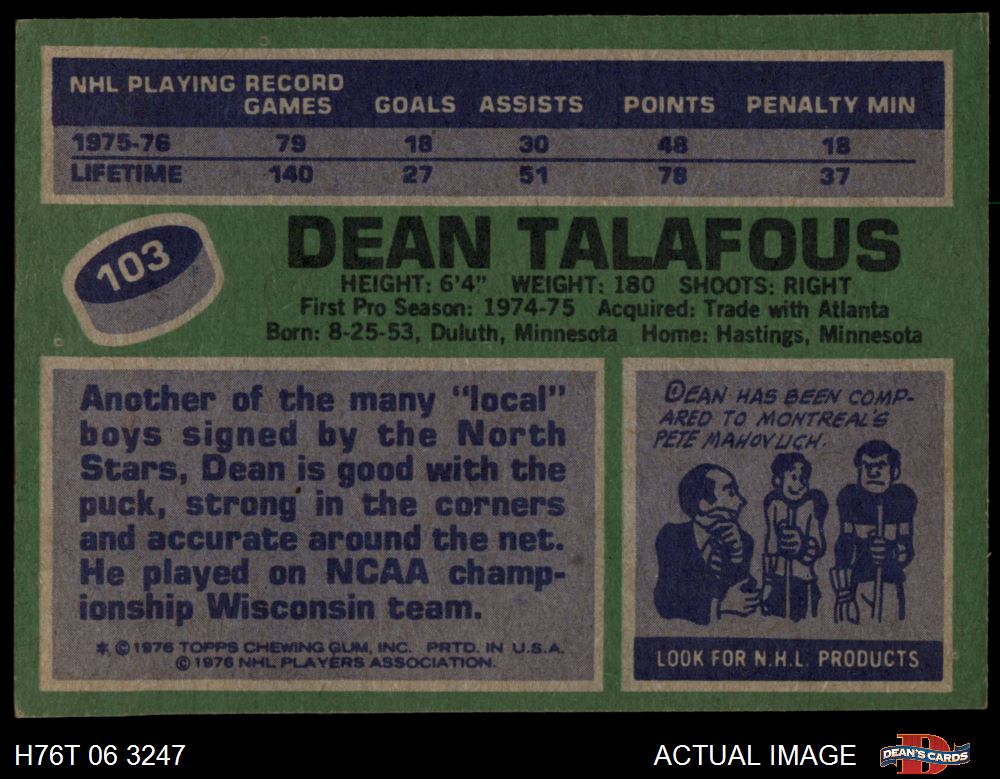 NHL PLAYING RECORD
GAMES GOALS ASSISTS POINTS PENALTY MIN
1975-76 79 18 30 48 18
LIFETIME 140 27 51 78 37
103
DEAN TALAFOUS
HEIGHT: 6'4" WEIGHT: 180 SHOOTS: RIGHT
First Pro Season: 1974-75 Acquired: Trade with Atlanta
Born: 8-25-53, Duluth, Minnesota Home: Hastings, Minnesota
Another of the many "local"
boys signed by the North
Stars, Dean is good with the
puck, strong in the corners
and accurate around the net.
He played on NCAA champ-
ionship Wisconsin team.
* © 1976 TOPPS CHEWING GUM, INC. PRTD. IN U.S.A.
© 1976 NHL PLAYERS ASSOCIATION.
DEAN HAS BEEN COMP-
ARED TO MONTREAL'S
PETE MAHOVLICH.
LOOK FOR N.H.L. PRODUCTS
H76T 06 3247
ACTUAL IMAGE
DEAN'S CARDS